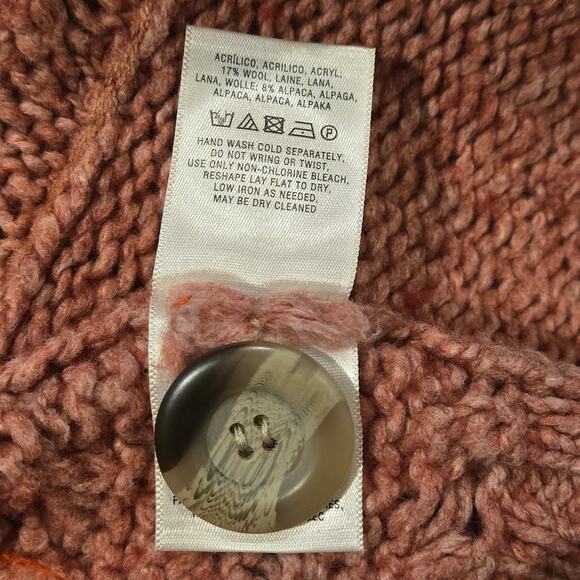 ACRÍLICO, ACRILICO, ACRYL;
17% WOOL, LAINE, LANA,
LANA, WOLLE; 8% ALPACA, ALPAGA,
ALPACA, ALPACA, ALPAKA
P
HAND WASH COLD SEPARATELY.
DO NOT WRING OR TWIST,
USE ONLY NON-CHLORINE BLEACH,
RESHAPE LAY FLAT TO DRY,
LOW IRON AS NEEDED,
MAY BE DRY CLEANED